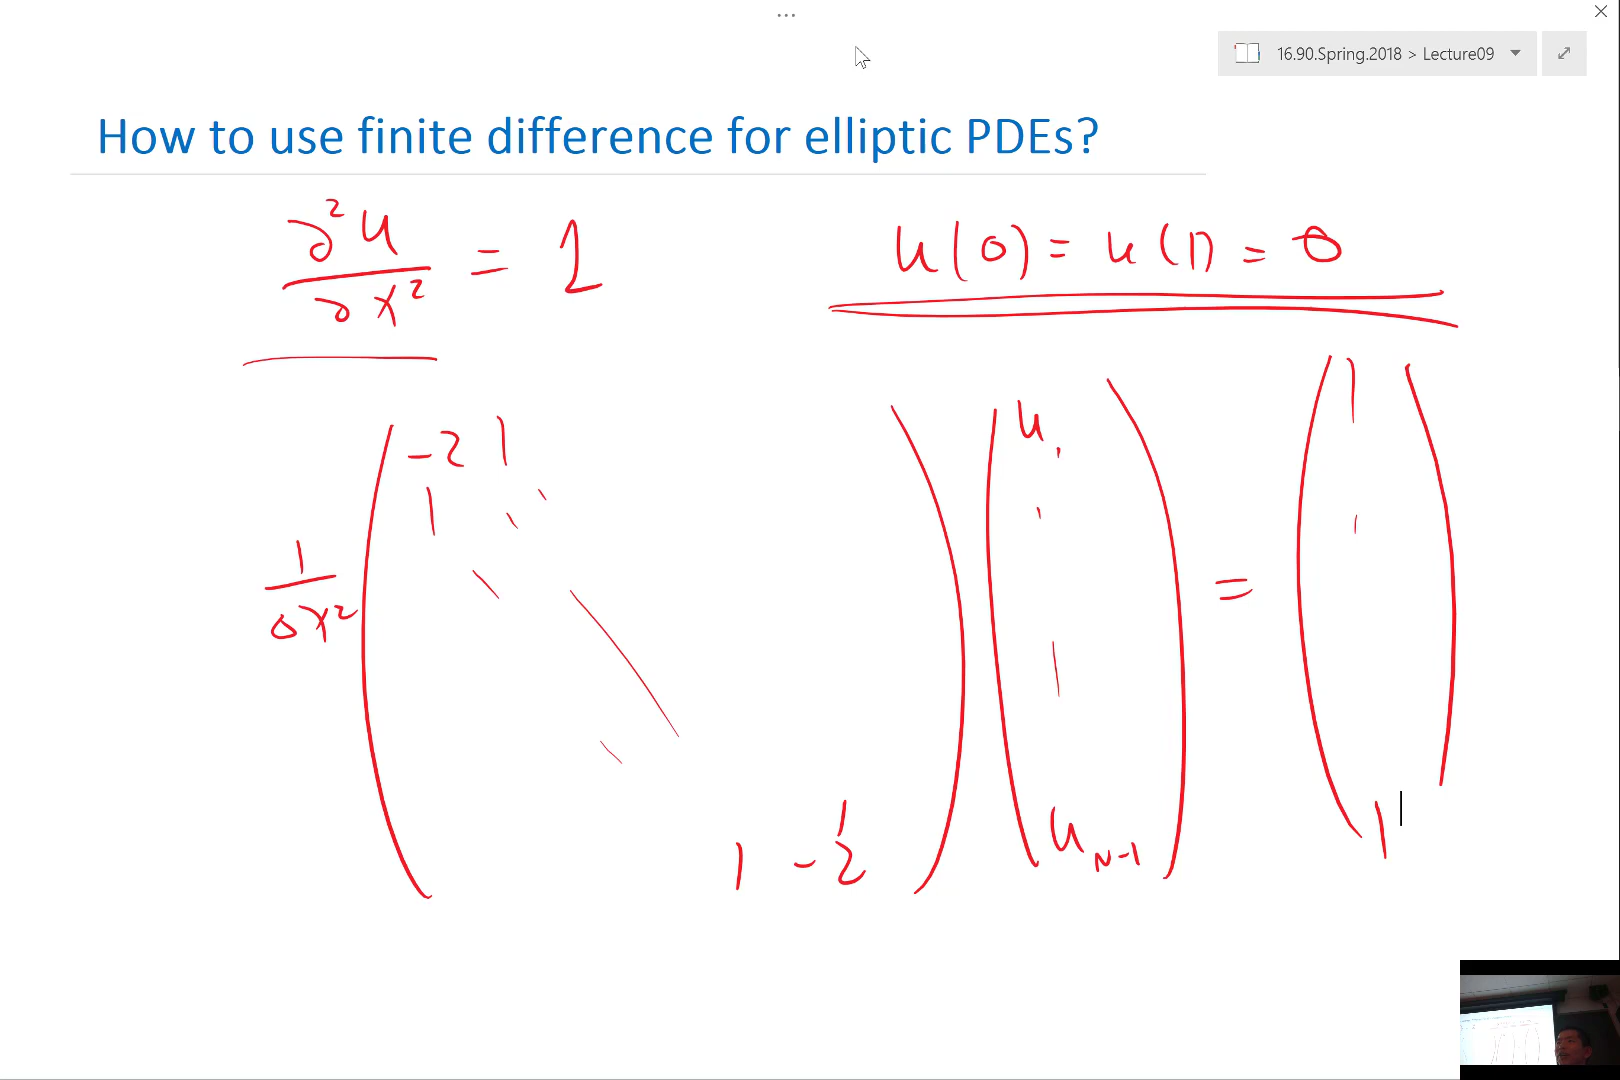 16.90.Spring.2018 > Lecture09
How to use finite difference for elliptic PDEs?
∂²u/∂x² = 1
u(0) = u(1) = 0
1/Δx² ( -2 1 ) ( u₁ ) = ( 1 )
1
1
1 -2 u_{N-1} 1